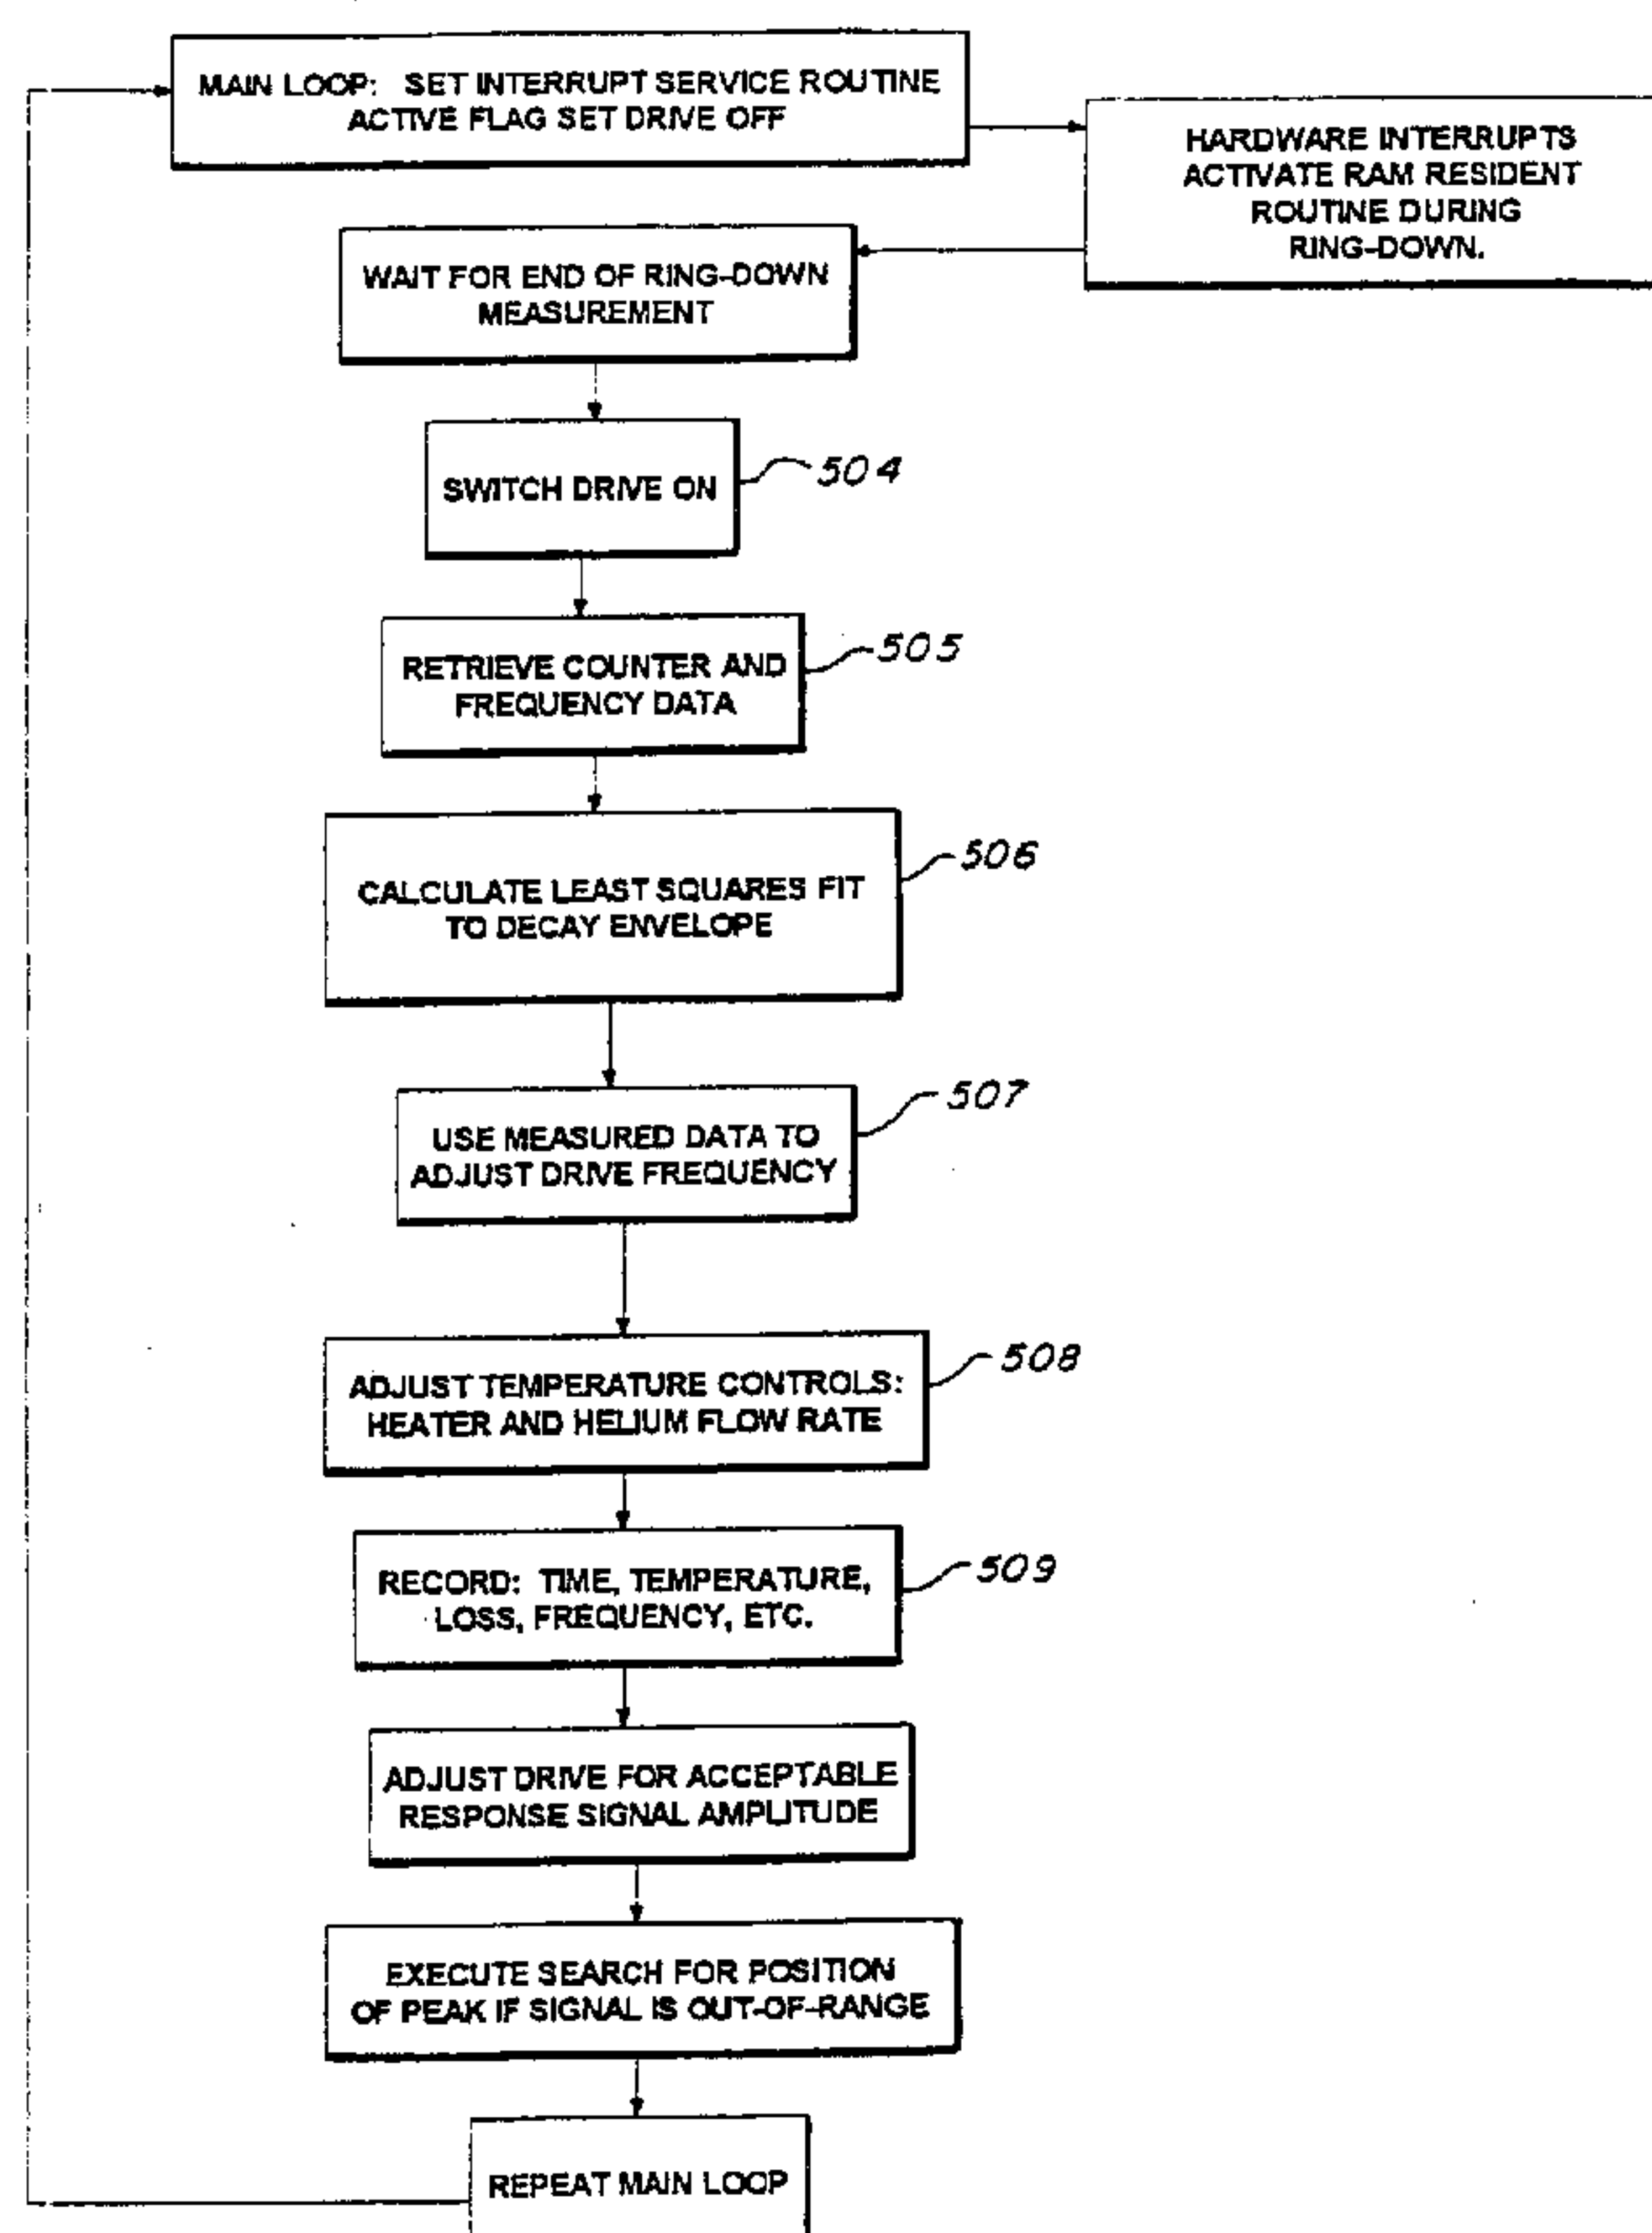 MAIN LOOP: SET INTERRUPT SERVICE ROUTINE
ACTIVE FLAG SET DRIVE OFF
HARDWARE INTERRUPTS
ACTIVATE RAM RESIDENT
ROUTINE DURING
RING-DOWN.
WAIT FOR END OF RING-DOWN
MEASUREMENT
SWITCH DRIVE ON
504
RETRIEVE COUNTER AND
FREQUENCY DATA
505
CALCULATE LEAST SQUARES FIT
TO DECAY ENVELOPE
506
USE MEASURED DATA TO
ADJUST DRIVE FREQUENCY
507
ADJUST TEMPERATURE CONTROLS:
HEATER AND HELIUM FLOW RATE
508
RECORD: TIME, TEMPERATURE,
LOSS, FREQUENCY, ETC.
509
ADJUST DRIVE FOR ACCEPTABLE
RESPONSE SIGNAL AMPLITUDE
EXECUTE SEARCH FOR POSITION
OF PEAK IF SIGNAL IS OUT-OF-RANGE
REPEAT MAIN LOOP